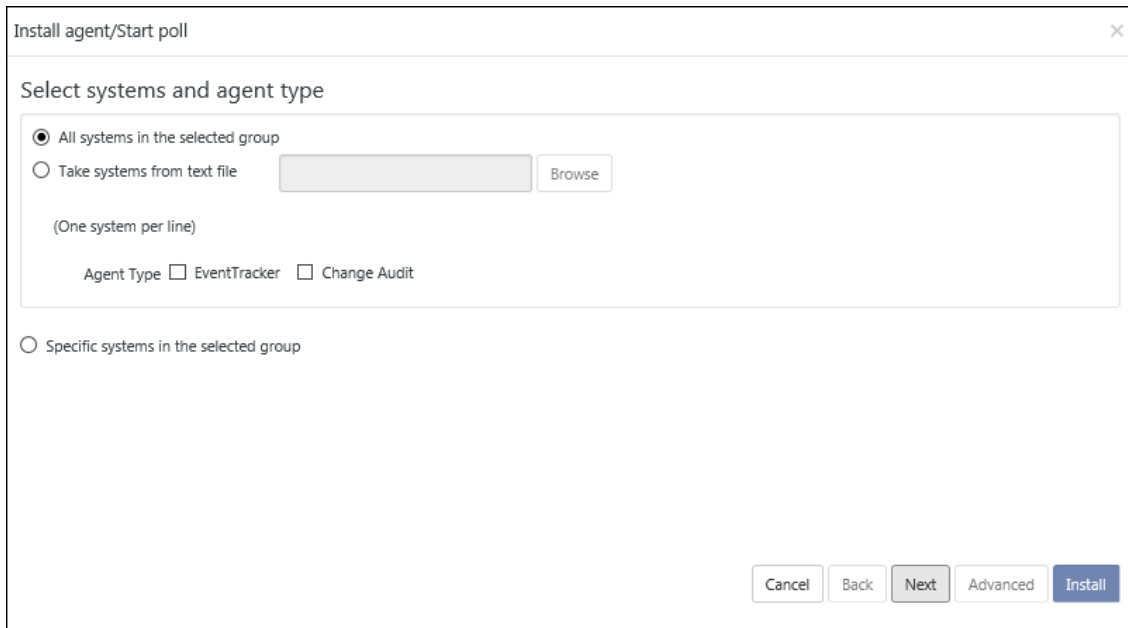 Install agent/Start poll
Select systems and agent type
All systems in the selected group
Take systems from text file Browse
(One system per line)
Agent Type EventTracker Change Audit
Specific systems in the selected group
Cancel Back Next Advanced Install